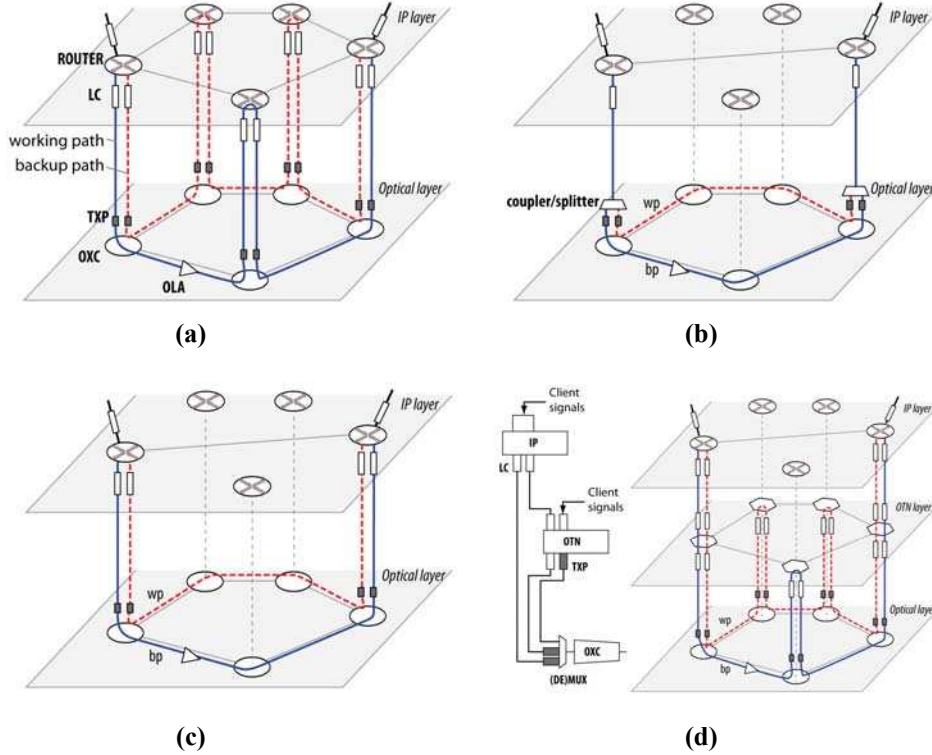 IP layer
ROUTER
LC
working path
backup path
Optical layer
TXP
OXC
OLA
(a)
IP layer
Optical layer
coupler/splitter
wp
bp
(b)
IP layer
Optical layer
wp
bp
(c)
Client
signals
IP
LC
Client
signals
OTN
TXP
OXC
(DE)MUX
IP layer
OTN layer
Optical layer
wp
bp
(d)